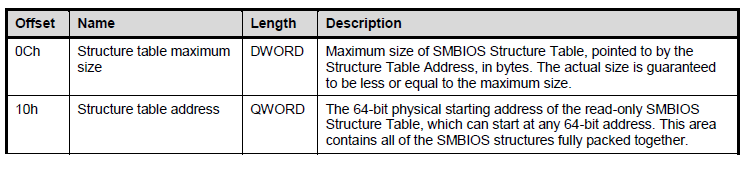 Offset Name Length Description
0Ch Structure table maximum DWORD Maximum size of SMBIOS Structure Table, pointed to by the
size Structure Table Address, in bytes. The actual size is guaranteed
to be less or equal to the maximum size.
10h Structure table address QWORD The 64-bit physical starting address of the read-only SMBIOS
Structure Table, which can start at any 64-bit address. This area
contains all of the SMBIOS structures fully packed together.